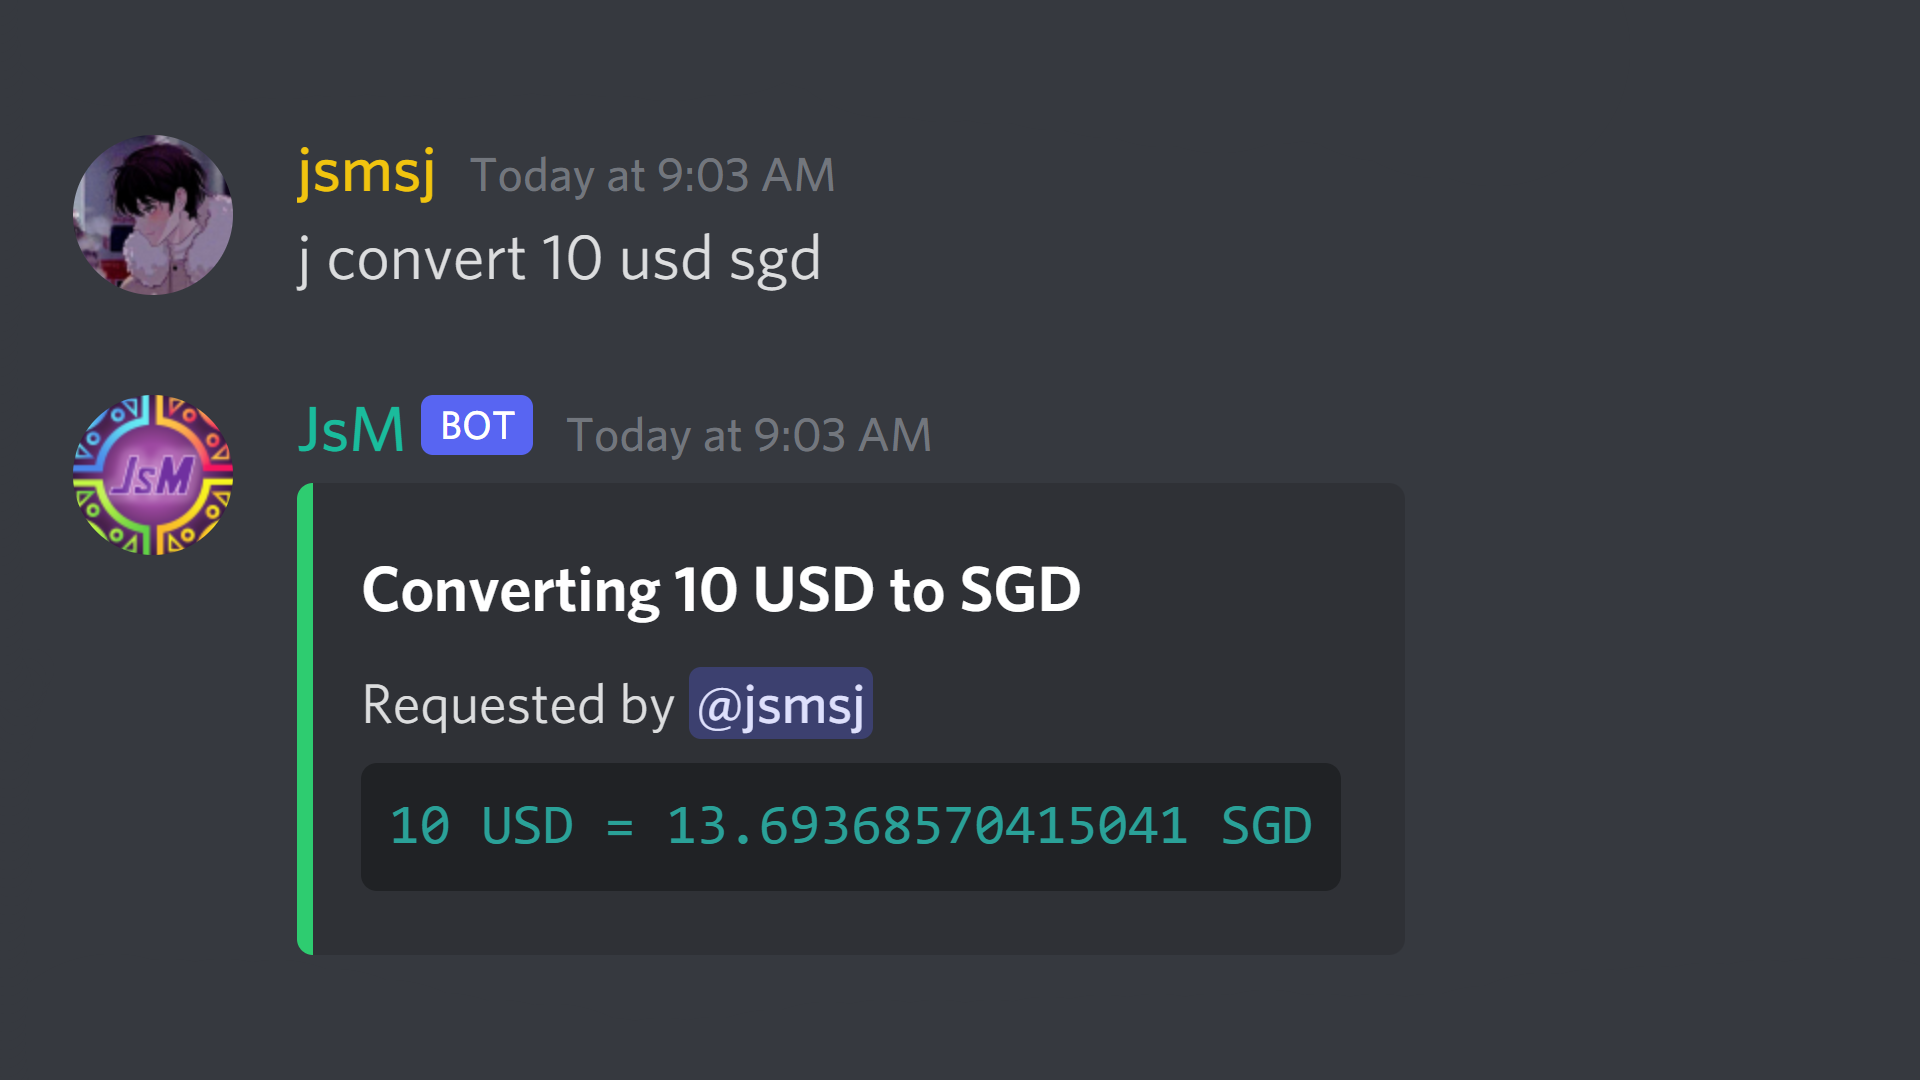 jsmsj Today at 9:03 AM
j convert 10 usd sgd
JsM BOT Today at 9:03 AM
JsM
Converting 10 USD to SGD
Requested by @jsmsj
10 USD = 13.69368570415041 SGD